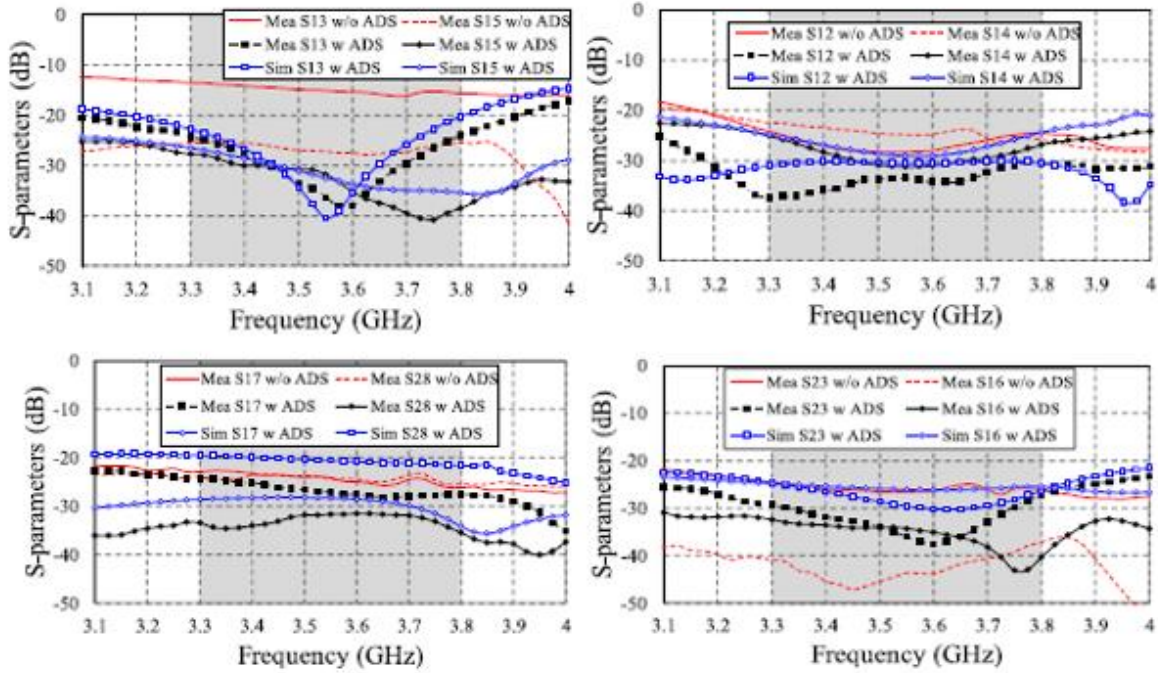 0
Mea S13 w/o ADS
Mea S15 w/o ADS
Mea S13 w ADS
Mea S15 w ADS
Sim S13 w ADS
Sim S15 w ADS
-10
-20
-30
-40
-50
S-parameters (dB)
3.1 3.2 3.3 3.4 3.5 3.6 3.7 3.8 3.9 4
Frequency (GHz)
0
Mea S12 w/o ADS
Mea S14 w/o ADS
Mea S12 w ADS
Mea S14 w ADS
Sim S12 w ADS
Sim S14 w ADS
-10
-20
-30
-40
-50
S-parameters (dB)
3.1 3.2 3.3 3.4 3.5 3.6 3.7 3.8 3.9 4
Frequency (GHz)
0
Mea S17 w/o ADS
Mea S28 w/o ADS
Mea S17 w ADS
Mea S28 w ADS
Sim S17 w ADS
Sim S28 w ADS
-10
-20
-30
-40
-50
S-parameters (dB)
3.1 3.2 3.3 3.4 3.5 3.6 3.7 3.8 3.9 4
Frequency (GHz)
0
Mea S23 w/o ADS
Mea S16 w/o ADS
Mea S23 w ADS
Mea S16 w ADS
Sim S23 w ADS
Sim S16 w ADS
-10
-20
-30
-40
-50
S-parameters (dB)
3.1 3.2 3.3 3.4 3.5 3.6 3.7 3.8 3.9 4
Frequency (GHz)